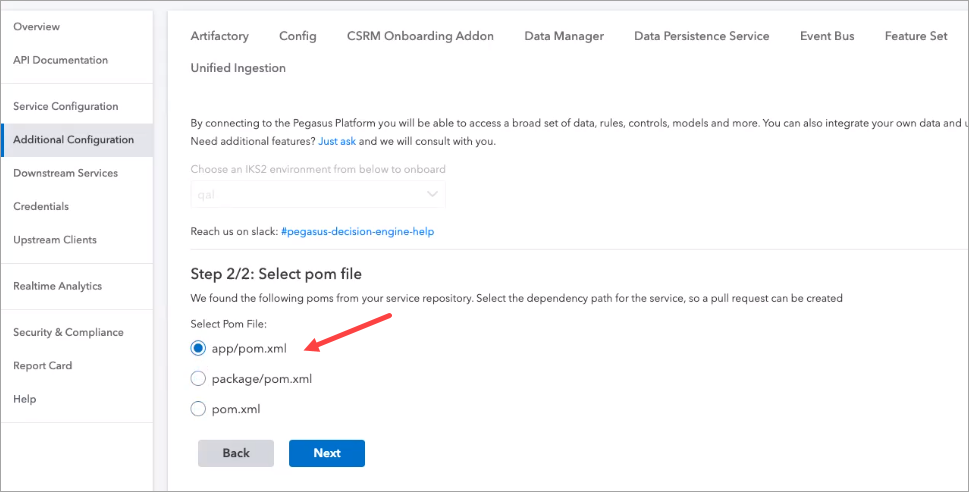 Overview
API Documentation
Service Configuration
Additional Configuration
Downstream Services
Credentials
Upstream Clients
Realtime Analytics
Security & Compliance
Report Card
Help
Artifactory Config CSRM Onboarding Addon Data Manager Data Persistence Service Event Bus Feature Set
Unified Ingestion
By connecting to the Pegasus Platform you will be able to access a broad set of data, rules, controls, models and more. You can also integrate your own data and u
Need additional features? Just ask and we will consult with you.
Choose an IKS2 environment from below to onboard
qal
Reach us on slack: #pegasus-decision-engine-help
Step 2/2: Select pom file
We found the following poms from your service repository. Select the dependency path for the service, so a pull request can be created
Select Pom File:
app/pom.xml
package/pom.xml
pom.xml
Back Next